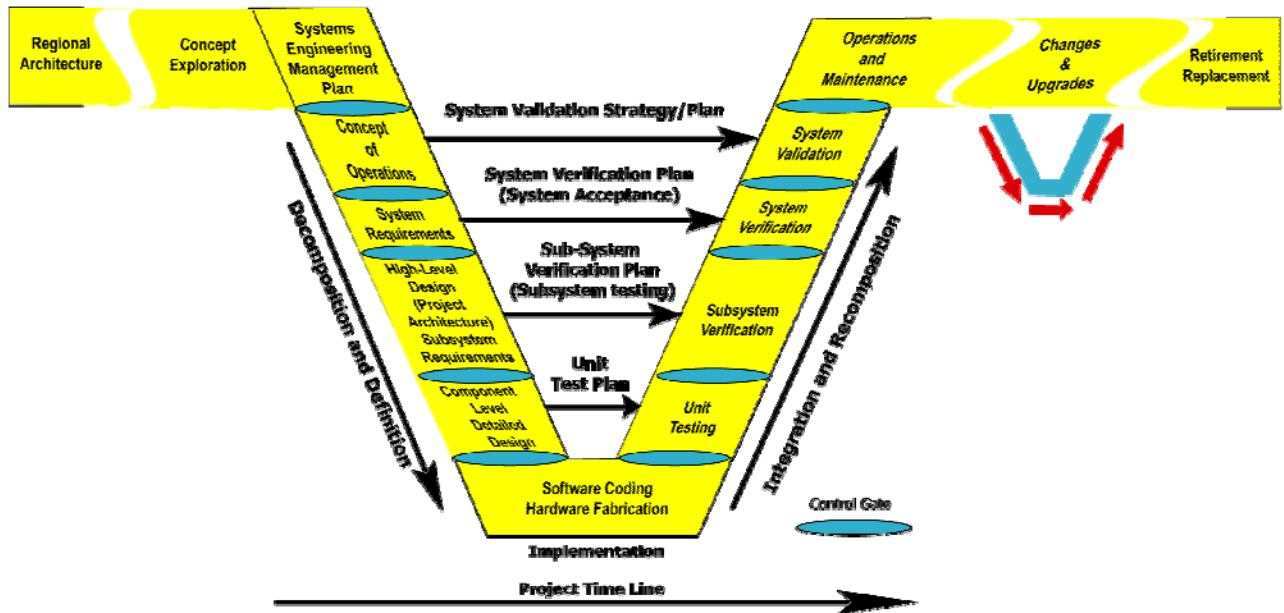 Regional
Architecture
Concept
Exploration
Systems
Engineering
Management
Plan
Concept
of
Operations
System
Requirements
High-Level
Design
(Project
Architecture)
Subsystem
Requirements
Component
Level
Detailed
Design
Software Coding
Hardware Fabrication
Unit
Testing
Subsystem
Verification
System
Verification
System
Validation
Operations
and
Maintenance
Changes
&
Upgrades
Retirement
Replacement
System Validation Strategy/Plan
System Verification Plan
(System Acceptance)
Sub-System
Verification Plan
(Subsystem testing)
Unit
Test Plan
Decomposition and Definition
Integration and Recomposition
Control Gate
Implementation
Project Time Line